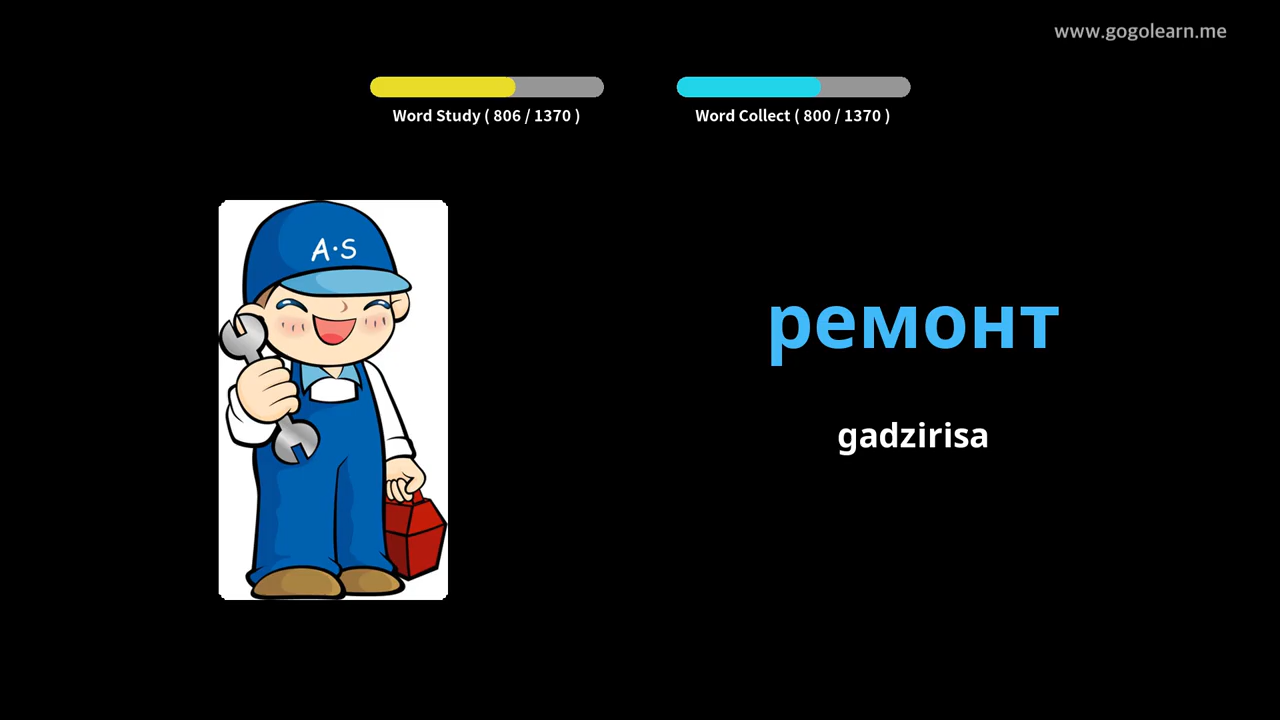 www.gogolearn.me
Word Study ( 806 / 1370 )
Word Collect ( 800 / 1370 )
A·S
ремонт
gadzirisa